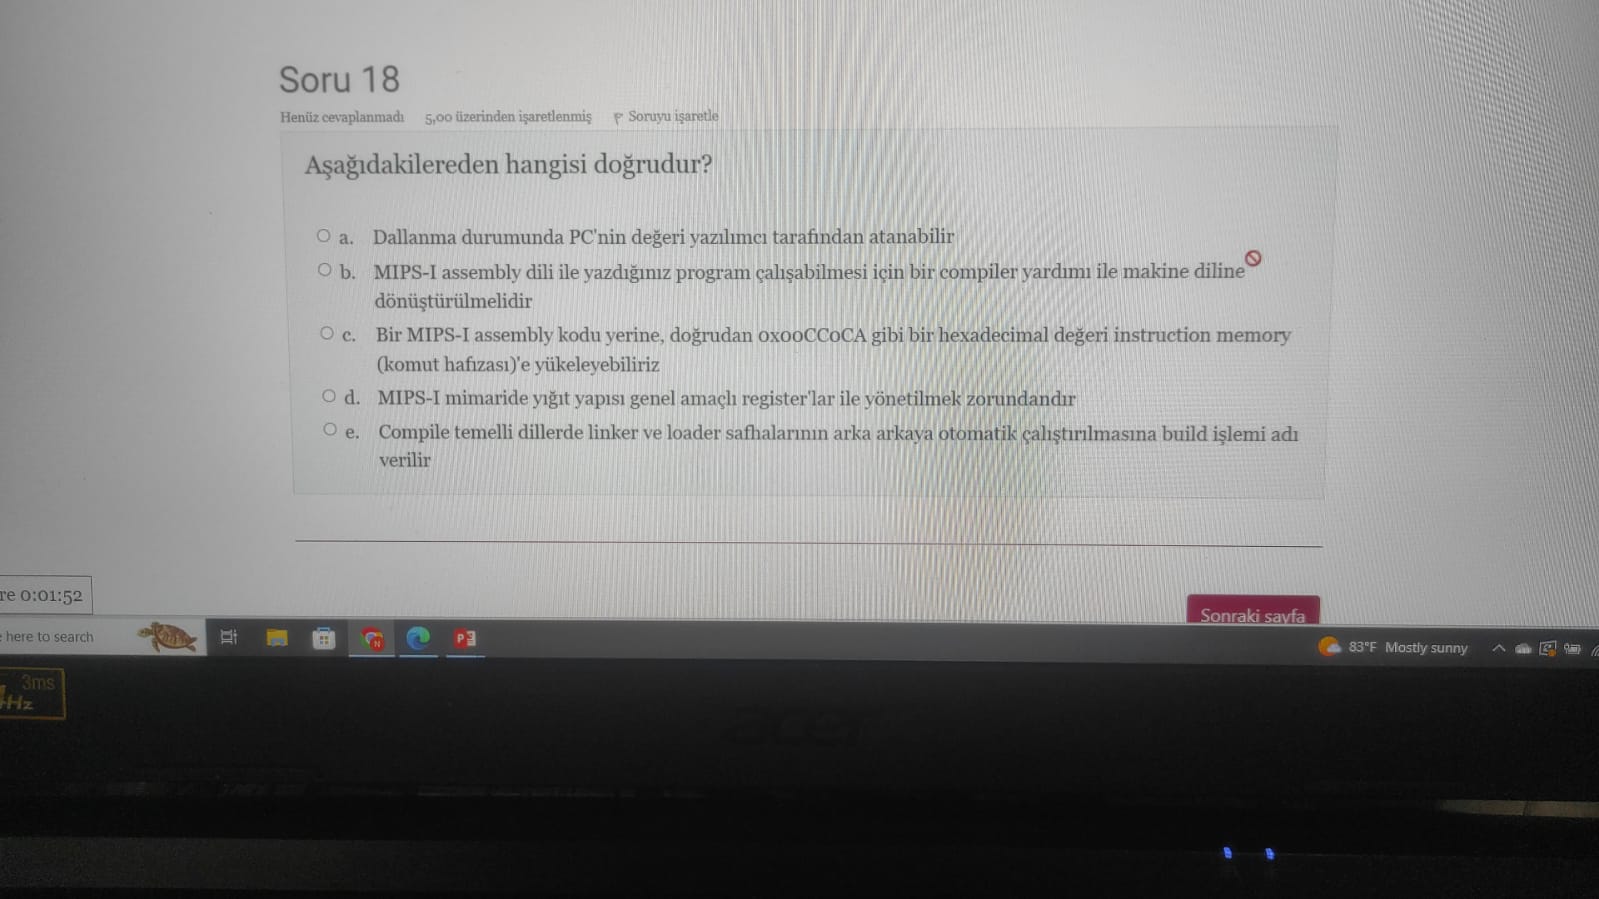 Soru 18
Henüz cevaplanmadı 5,00 üzerinden işaretlenmiş Soruyu işaretle
Aşağıdakilereden hangisi doğrudur?
a. Dallanma durumunda PC'nin değeri yazılımcı tarafından atanabilir
b. MIPS-I assembly dili ile yazdığınız program çalışabilmesi için bir compiler yardımı ile makine diline
dönüştürülmelidir
c. Bir MIPS-I assembly kodu yerine, doğrudan 0x00CC0CA gibi bir hexadecimal değeri instruction memory
(komut hafızası)'e yükeleyebiliriz
d. MIPS-I mimaride yığıt yapısı genel amaçlı register'lar ile yönetilmek zorundandır
e. Compile temelli dillerde linker ve loader safhalarının arka arkaya otomatik çalıştırılmasına build işlemi adı
verilir
re 0:01:52
Sonraki sayfa
here to search
83°F Mostly sunny
3ms
Hz
acer